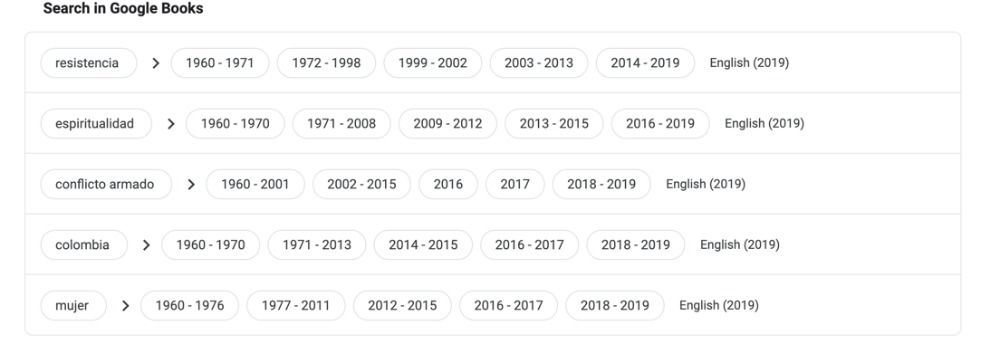 Search in Google Books
resistencia 1960 - 1971 1972 - 1998 1999 - 2002 2003 - 2013 2014 - 2019 English (2019)
espiritualidad 1960 - 1970 1971 - 2008 2009 - 2012 2013 - 2015 2016 - 2019 English (2019)
conflicto armado 1960 - 2001 2002 - 2015 2016 2017 2018 - 2019 English (2019)
colombia 1960 - 1970 1971 - 2013 2014 - 2015 2016 - 2017 2018 - 2019 English (2019)
mujer 1960 - 1976 1977 - 2011 2012 - 2015 2016 - 2017 2018 - 2019 English (2019)